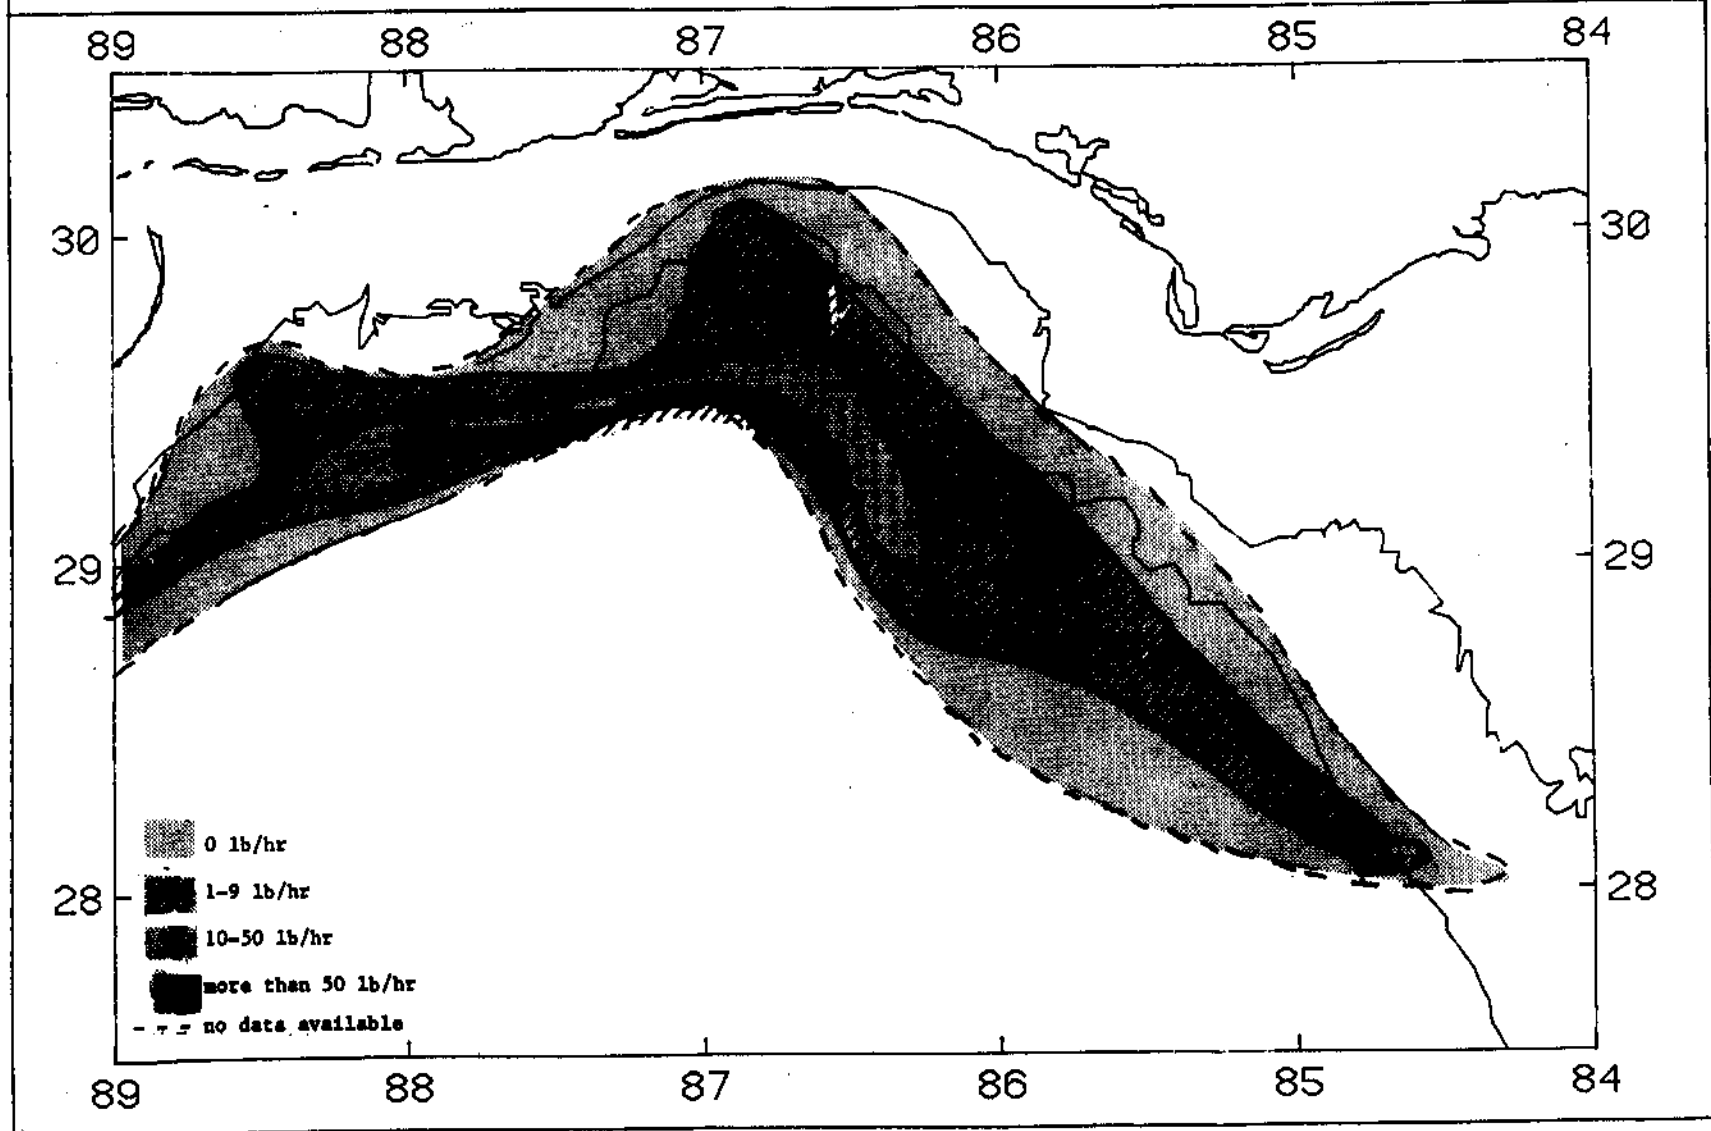 89 88 87 86 85 84
30 30
29 29
0 lb/hr
1-9 lb/hr
28 28
10-50 lb/hr
more than 50 lb/hr
no data available
89 88 87 86 85 84